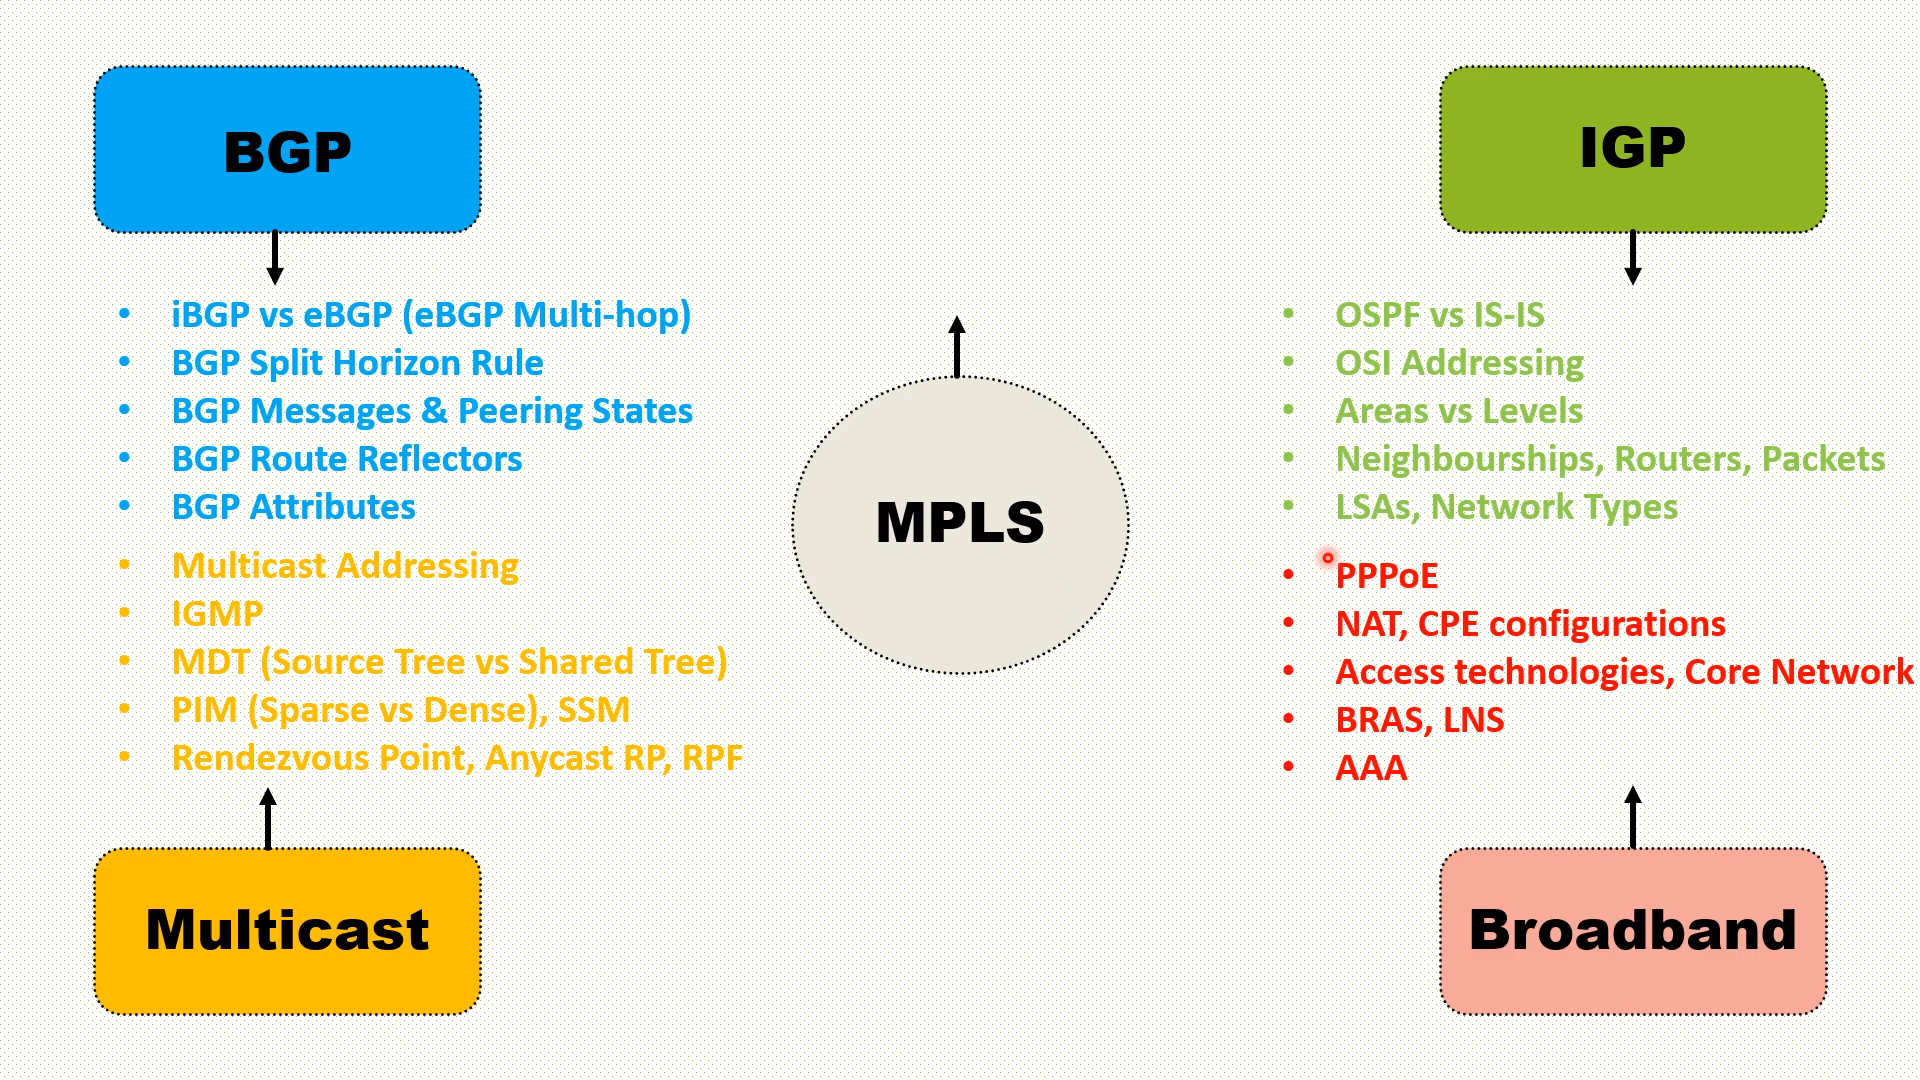 BGP
• iBGP vs eBGP (eBGP Multi-hop)
• BGP Split Horizon Rule
• BGP Messages & Peering States
• BGP Route Reflectors
• BGP Attributes
• Multicast Addressing
• IGMP
• MDT (Source Tree vs Shared Tree)
• PIM (Sparse vs Dense), SSM
• Rendezvous Point, Anycast RP, RPF
Multicast
MPLS
IGP
• OSPF vs IS-IS
• OSI Addressing
• Areas vs Levels
• Neighbourships, Routers, Packets
• LSAs, Network Types
• PPPoE
• NAT, CPE configurations
• Access technologies, Core Network
• BRAS, LNS
• AAA
Broadband